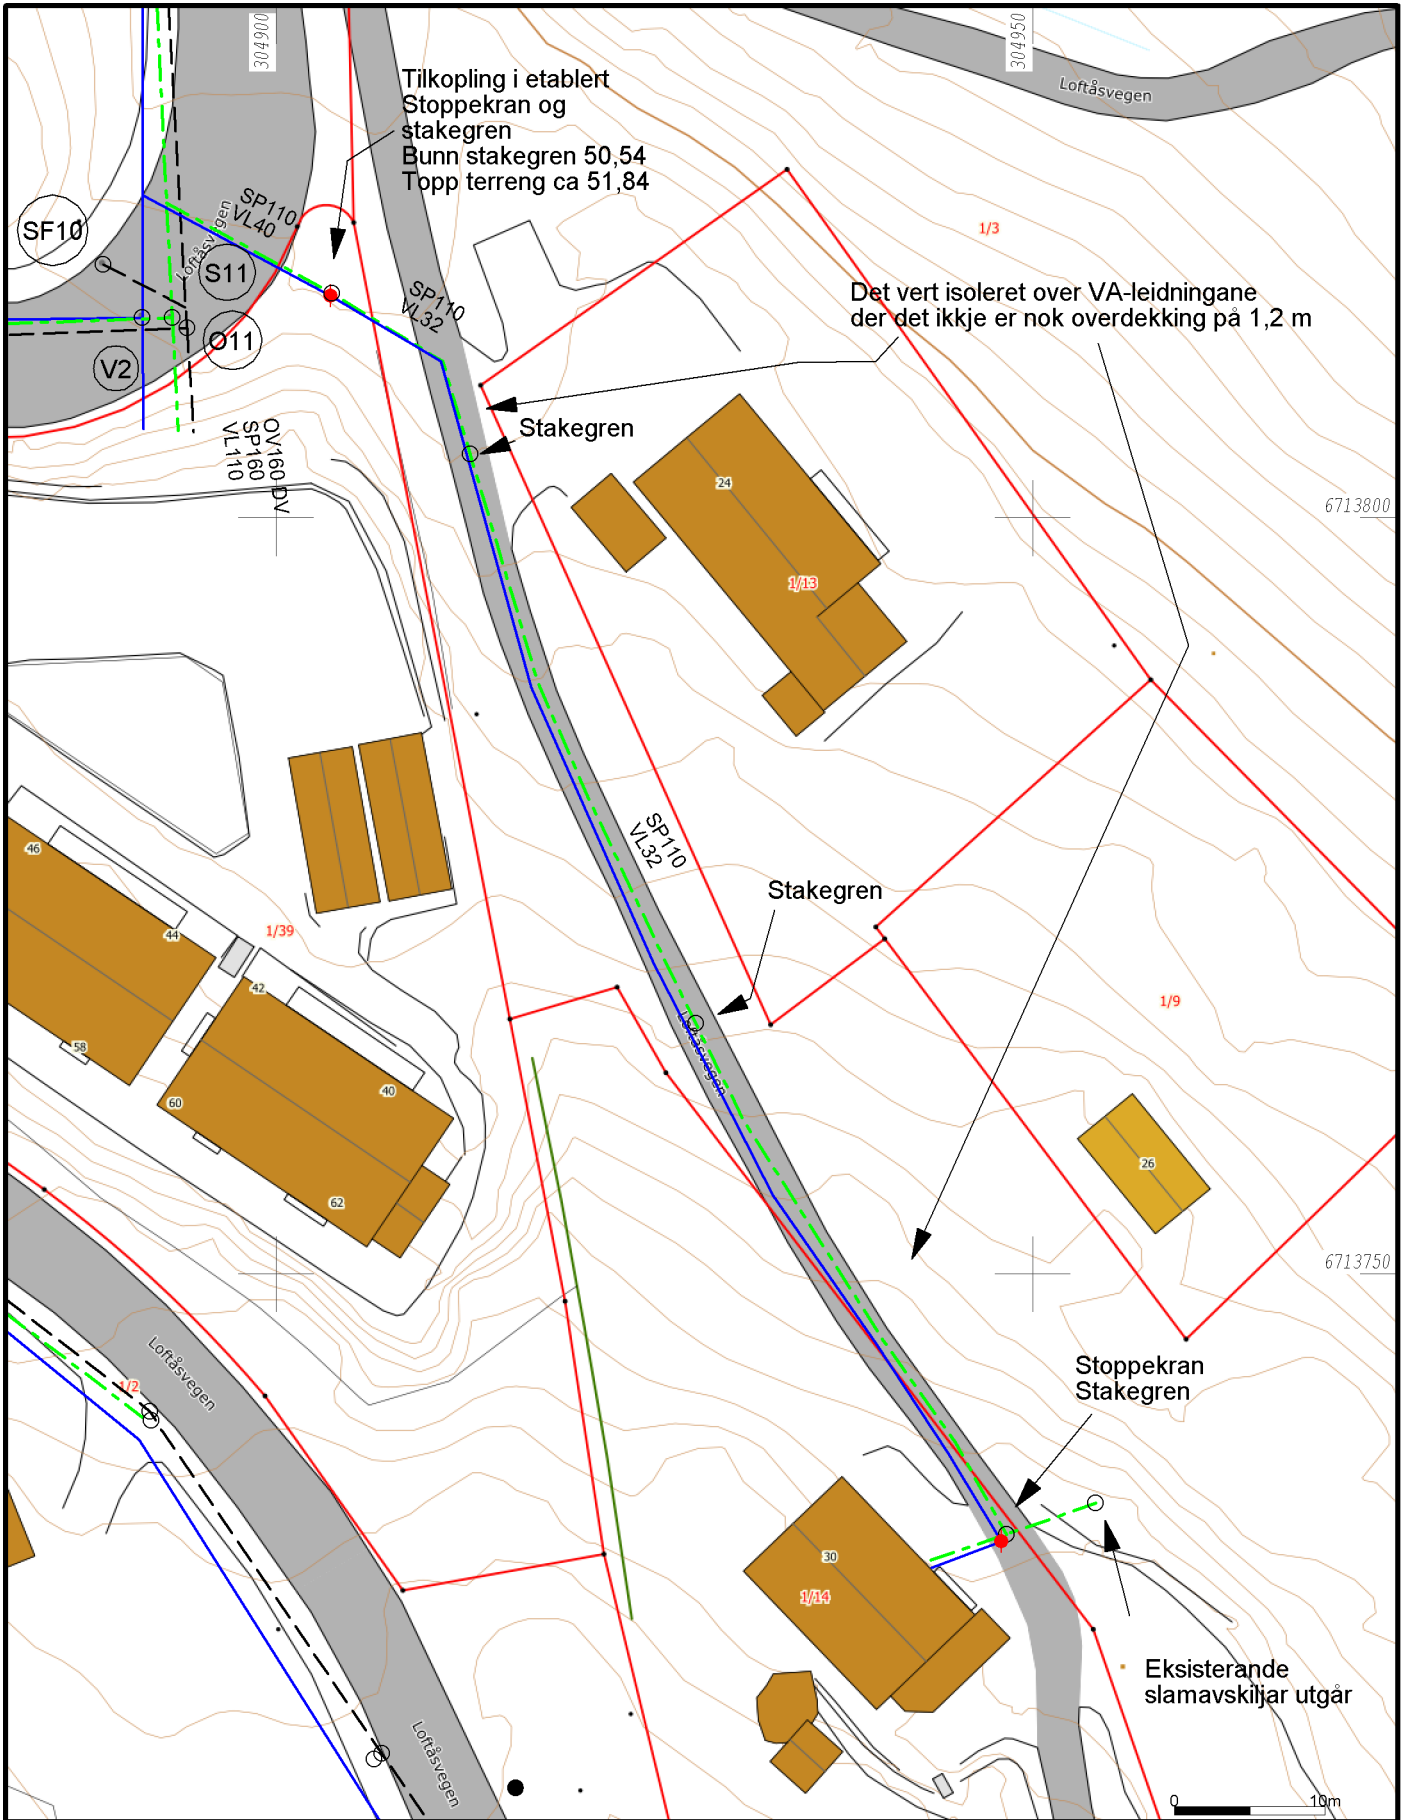 304900
304950
Loftåsvegen
Tilkopling i etablert
Stoppekran og
stakegren
Bunn stakegren 50,54
Topp terreng ca 51,84
SP110
VL40
Loftåsvegen
SF10
S11
O11
V2
SP110
VL32
1/3
Det vert isoleret over VA-leidningane
der det ikkje er nok overdekking på 1,2 m
Stakegren
OV160 DV
SP160
VL110
24
6713800
1/13
SP110
VL32
46
44
1/39
42
Stakegren
1/9
Loftåsvegen
58
60
40
62
26
6713750
Loftåsvegen
1/2
Stoppekran
Stakegren
30
1/14
Eksisterande
slamavskiljar utgår
Loftåsvegen
0 10m